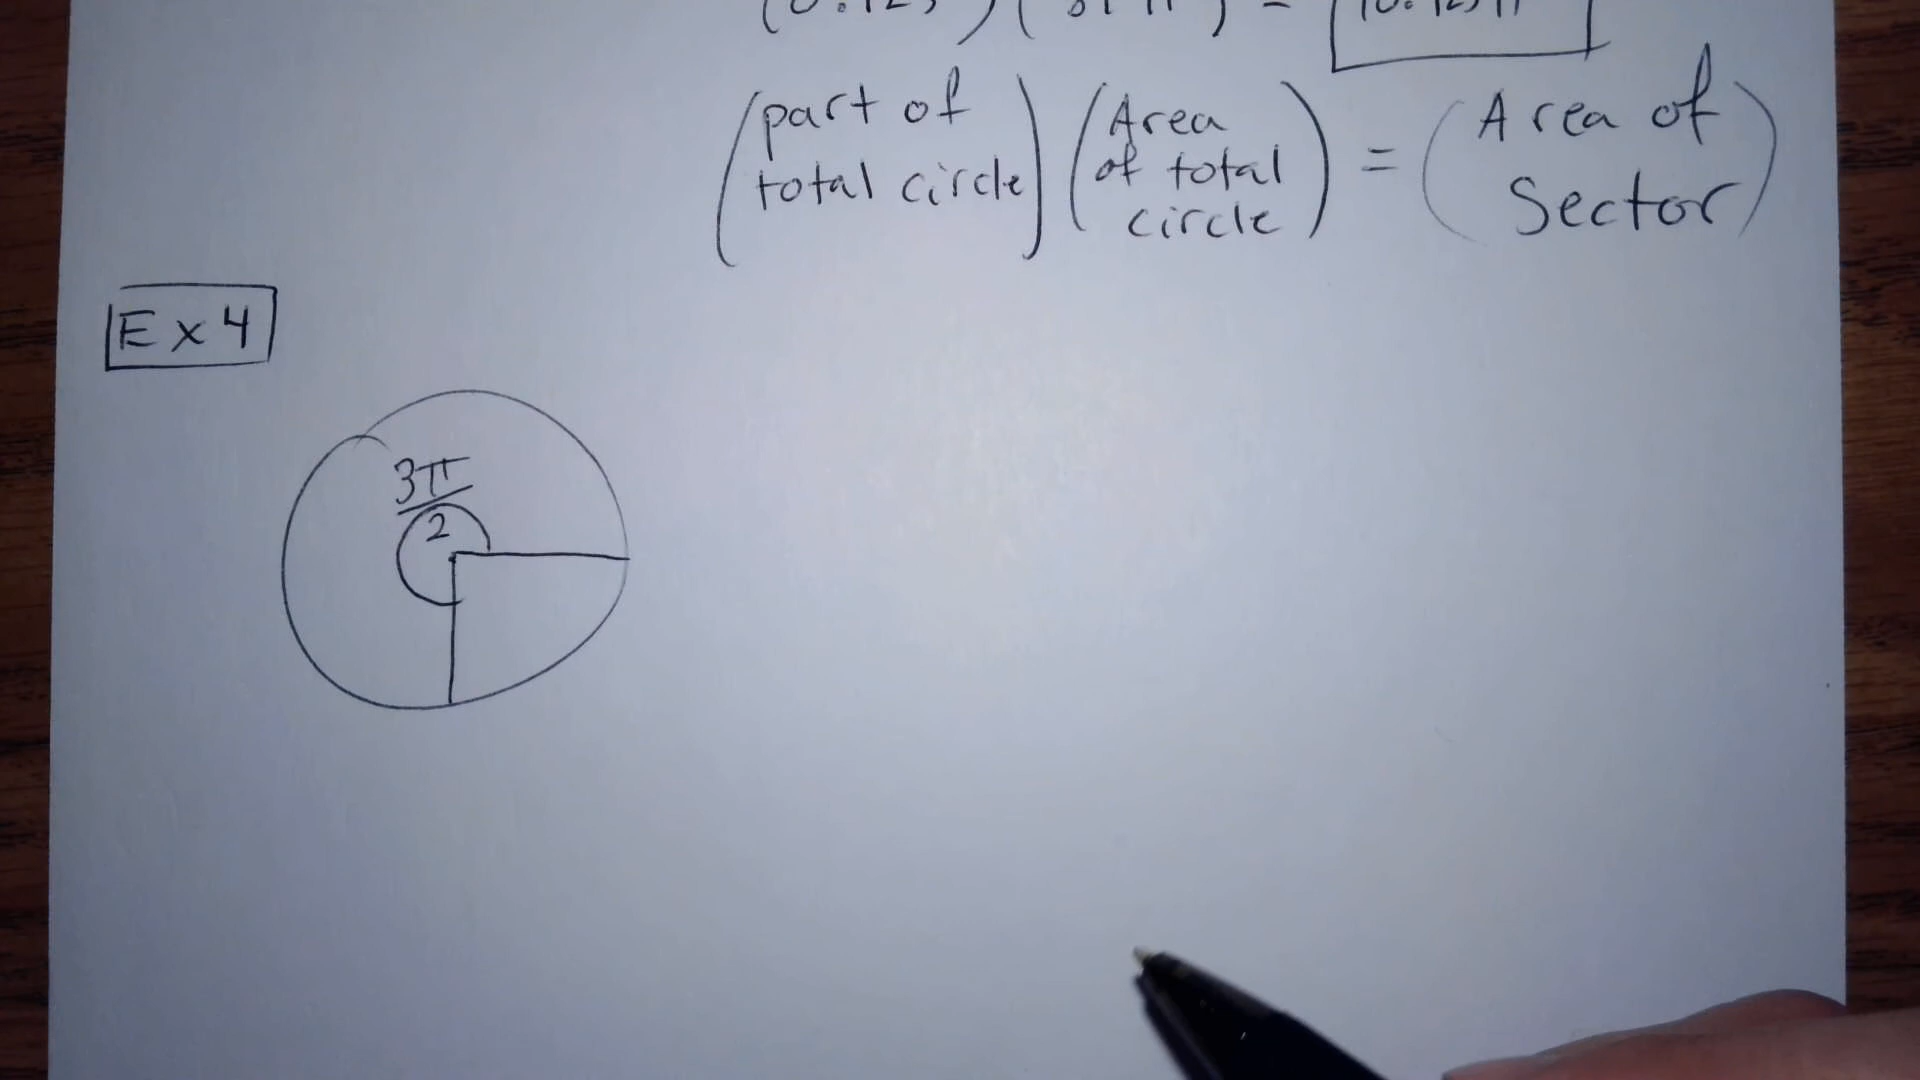 (part of total circle) (Area of total circle) = (Area of Sector)
Ex 4
3π
2